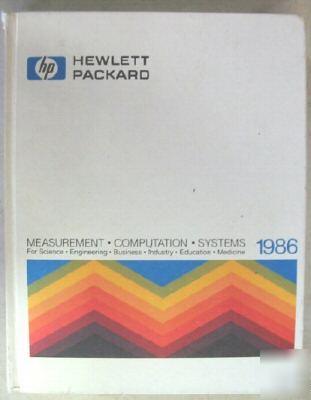 hp HEWLETT
PACKARD
MEASUREMENT • COMPUTATION • SYSTEMS 1986
For Science • Engineering • Business • Industry • Education • Medicine